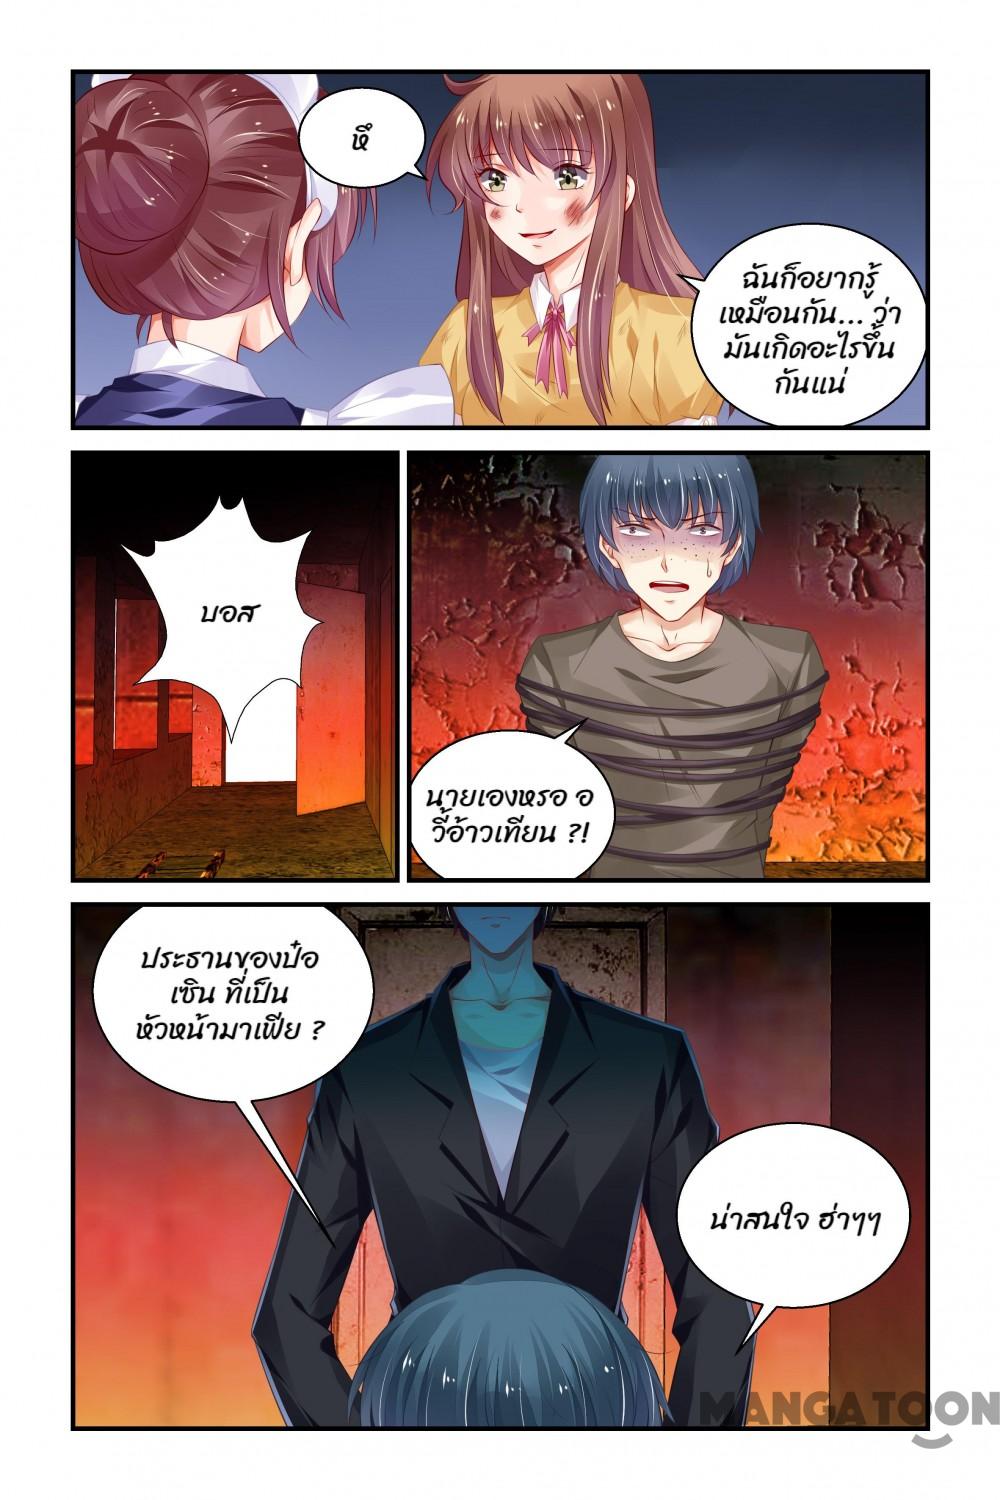 หึ
ฉันก็อยากรู้
เหมือนกัน... ว่า
มันเกิดอะไรขึ้น
กันแน่
บอส
นายเองหรอ อ
วี้อ้าวเทียน ?!
ประธานของป๋อ
เซิน ที่เป็น
หัวหน้ามาเฟีย ?
น่าสนใจ ฮ่าๆๆ
MANGATOON